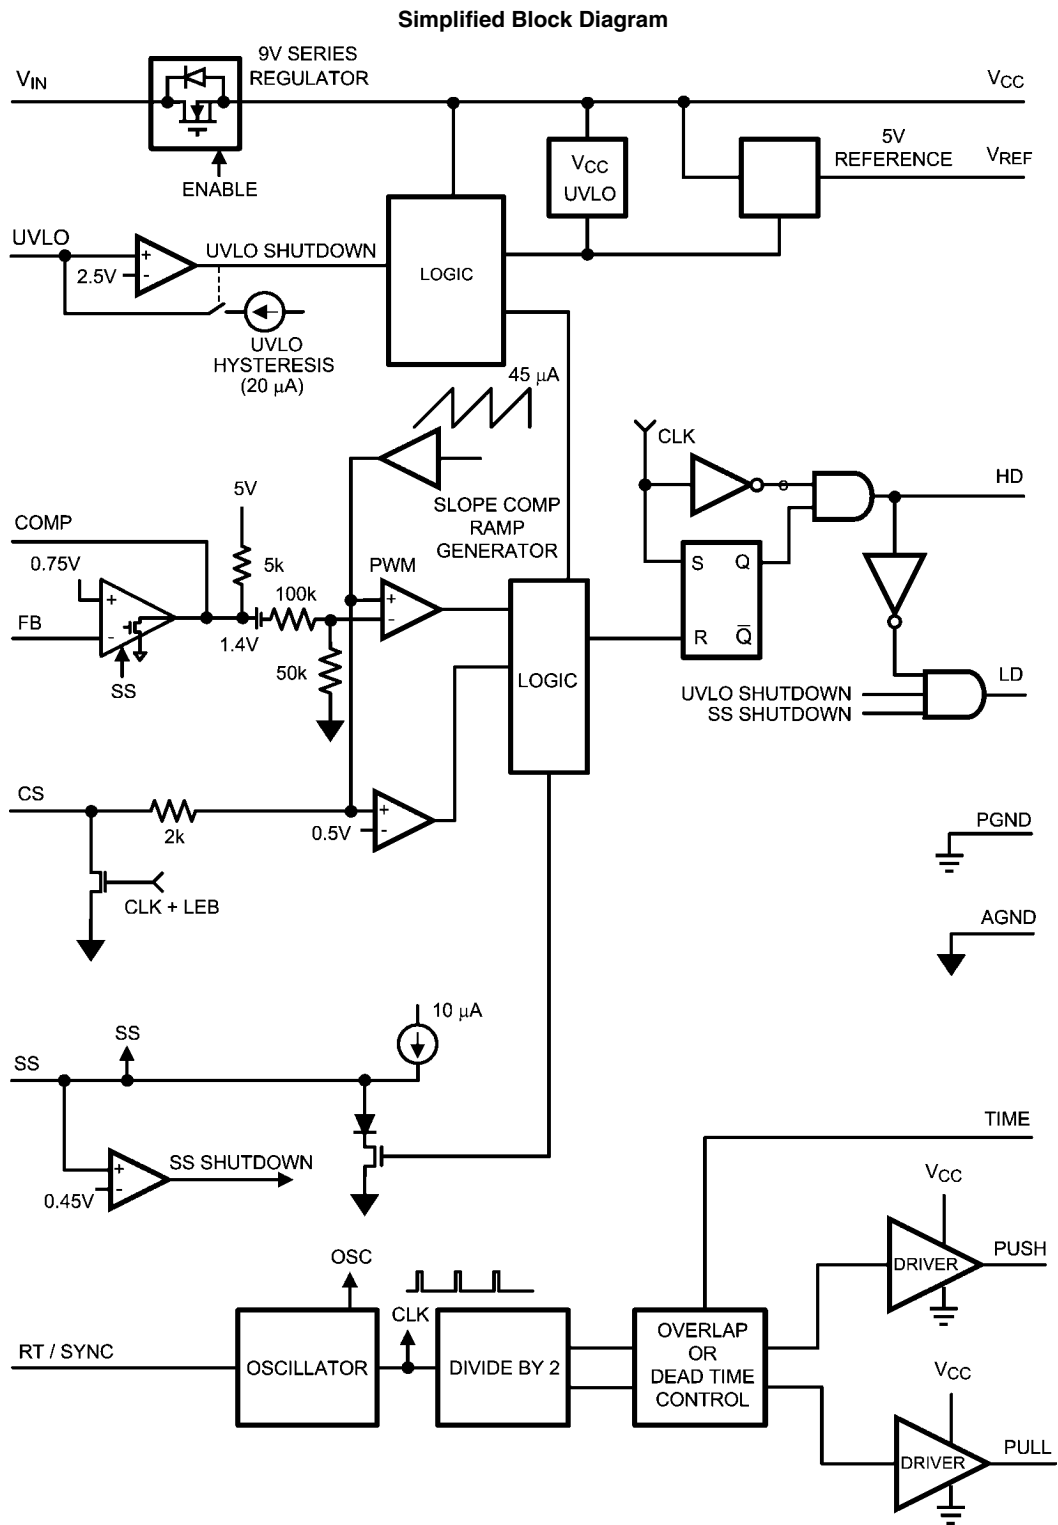 Simplified Block Diagram
VIN
9V SERIES
REGULATOR
VCC
ENABLE
VCC
UVLO
5V
REFERENCE
VREF
UVLO
+
2.5V
-
UVLO SHUTDOWN
LOGIC
UVLO
HYSTERESIS
(20 μA)
45 μA
SLOPE COMP
RAMP
GENERATOR
CLK
HD
COMP
5V
5k
0.75V
+
FB
-
SS
1.4V
100k
50k
PWM
+
-
LOGIC
S
Q
R
Q̅
UVLO SHUTDOWN
SS SHUTDOWN
LD
CS
2k
0.5V
+
-
CLK + LEB
PGND
AGND
10 μA
SS
SS
+
0.45V
-
SS SHUTDOWN
TIME
VCC
DRIVER
PUSH
OSC
CLK
RT / SYNC
OSCILLATOR
DIVIDE BY 2
OVERLAP
OR
DEAD TIME
CONTROL
VCC
DRIVER
PULL